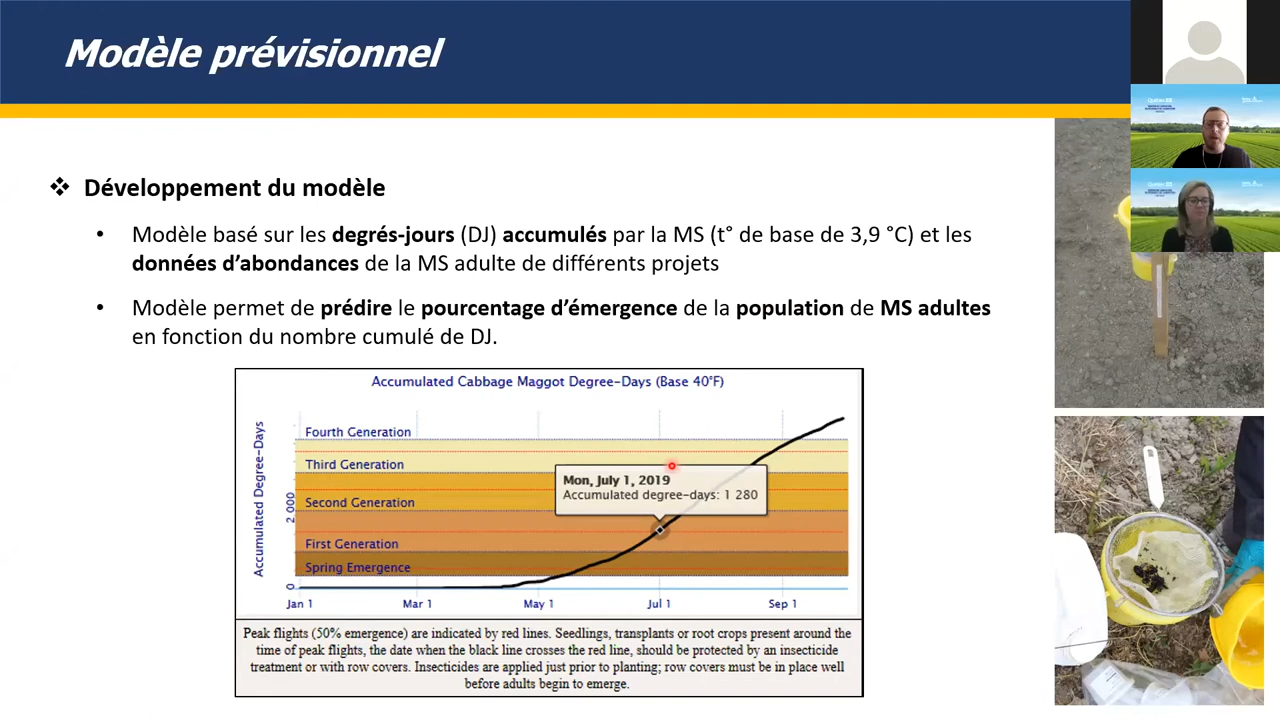 Modèle prévisionnel
❖ Développement du modèle
• Modèle basé sur les degrés-jours (DJ) accumulés par la MS (t° de base de 3,9 °C) et les
données d'abondances de la MS adulte de différents projets
• Modèle permet de prédire le pourcentage d'émergence de la population de MS adultes
en fonction du nombre cumulé de DJ.
Accumulated Cabbage Maggot Degree-Days (Base 40°F)
Accumulated Degree-Days
2 000
0
Fourth Generation
Third Generation
Second Generation
First Generation
Spring Emergence
Mon, July 1, 2019
Accumulated degree-days: 1 280
Jan 1
Mar 1
May 1
Jul 1
Sep 1
Peak flights (50% emergence) are indicated by red lines. Seedlings, transplants or root crops present around the
time of peak flights, the date when the black line crosses the red line, should be protected by an insecticide
treatment or with row covers. Insecticides are applied just prior to planting; row covers must be in place well
before adults begin to emerge.
Québec
Québec